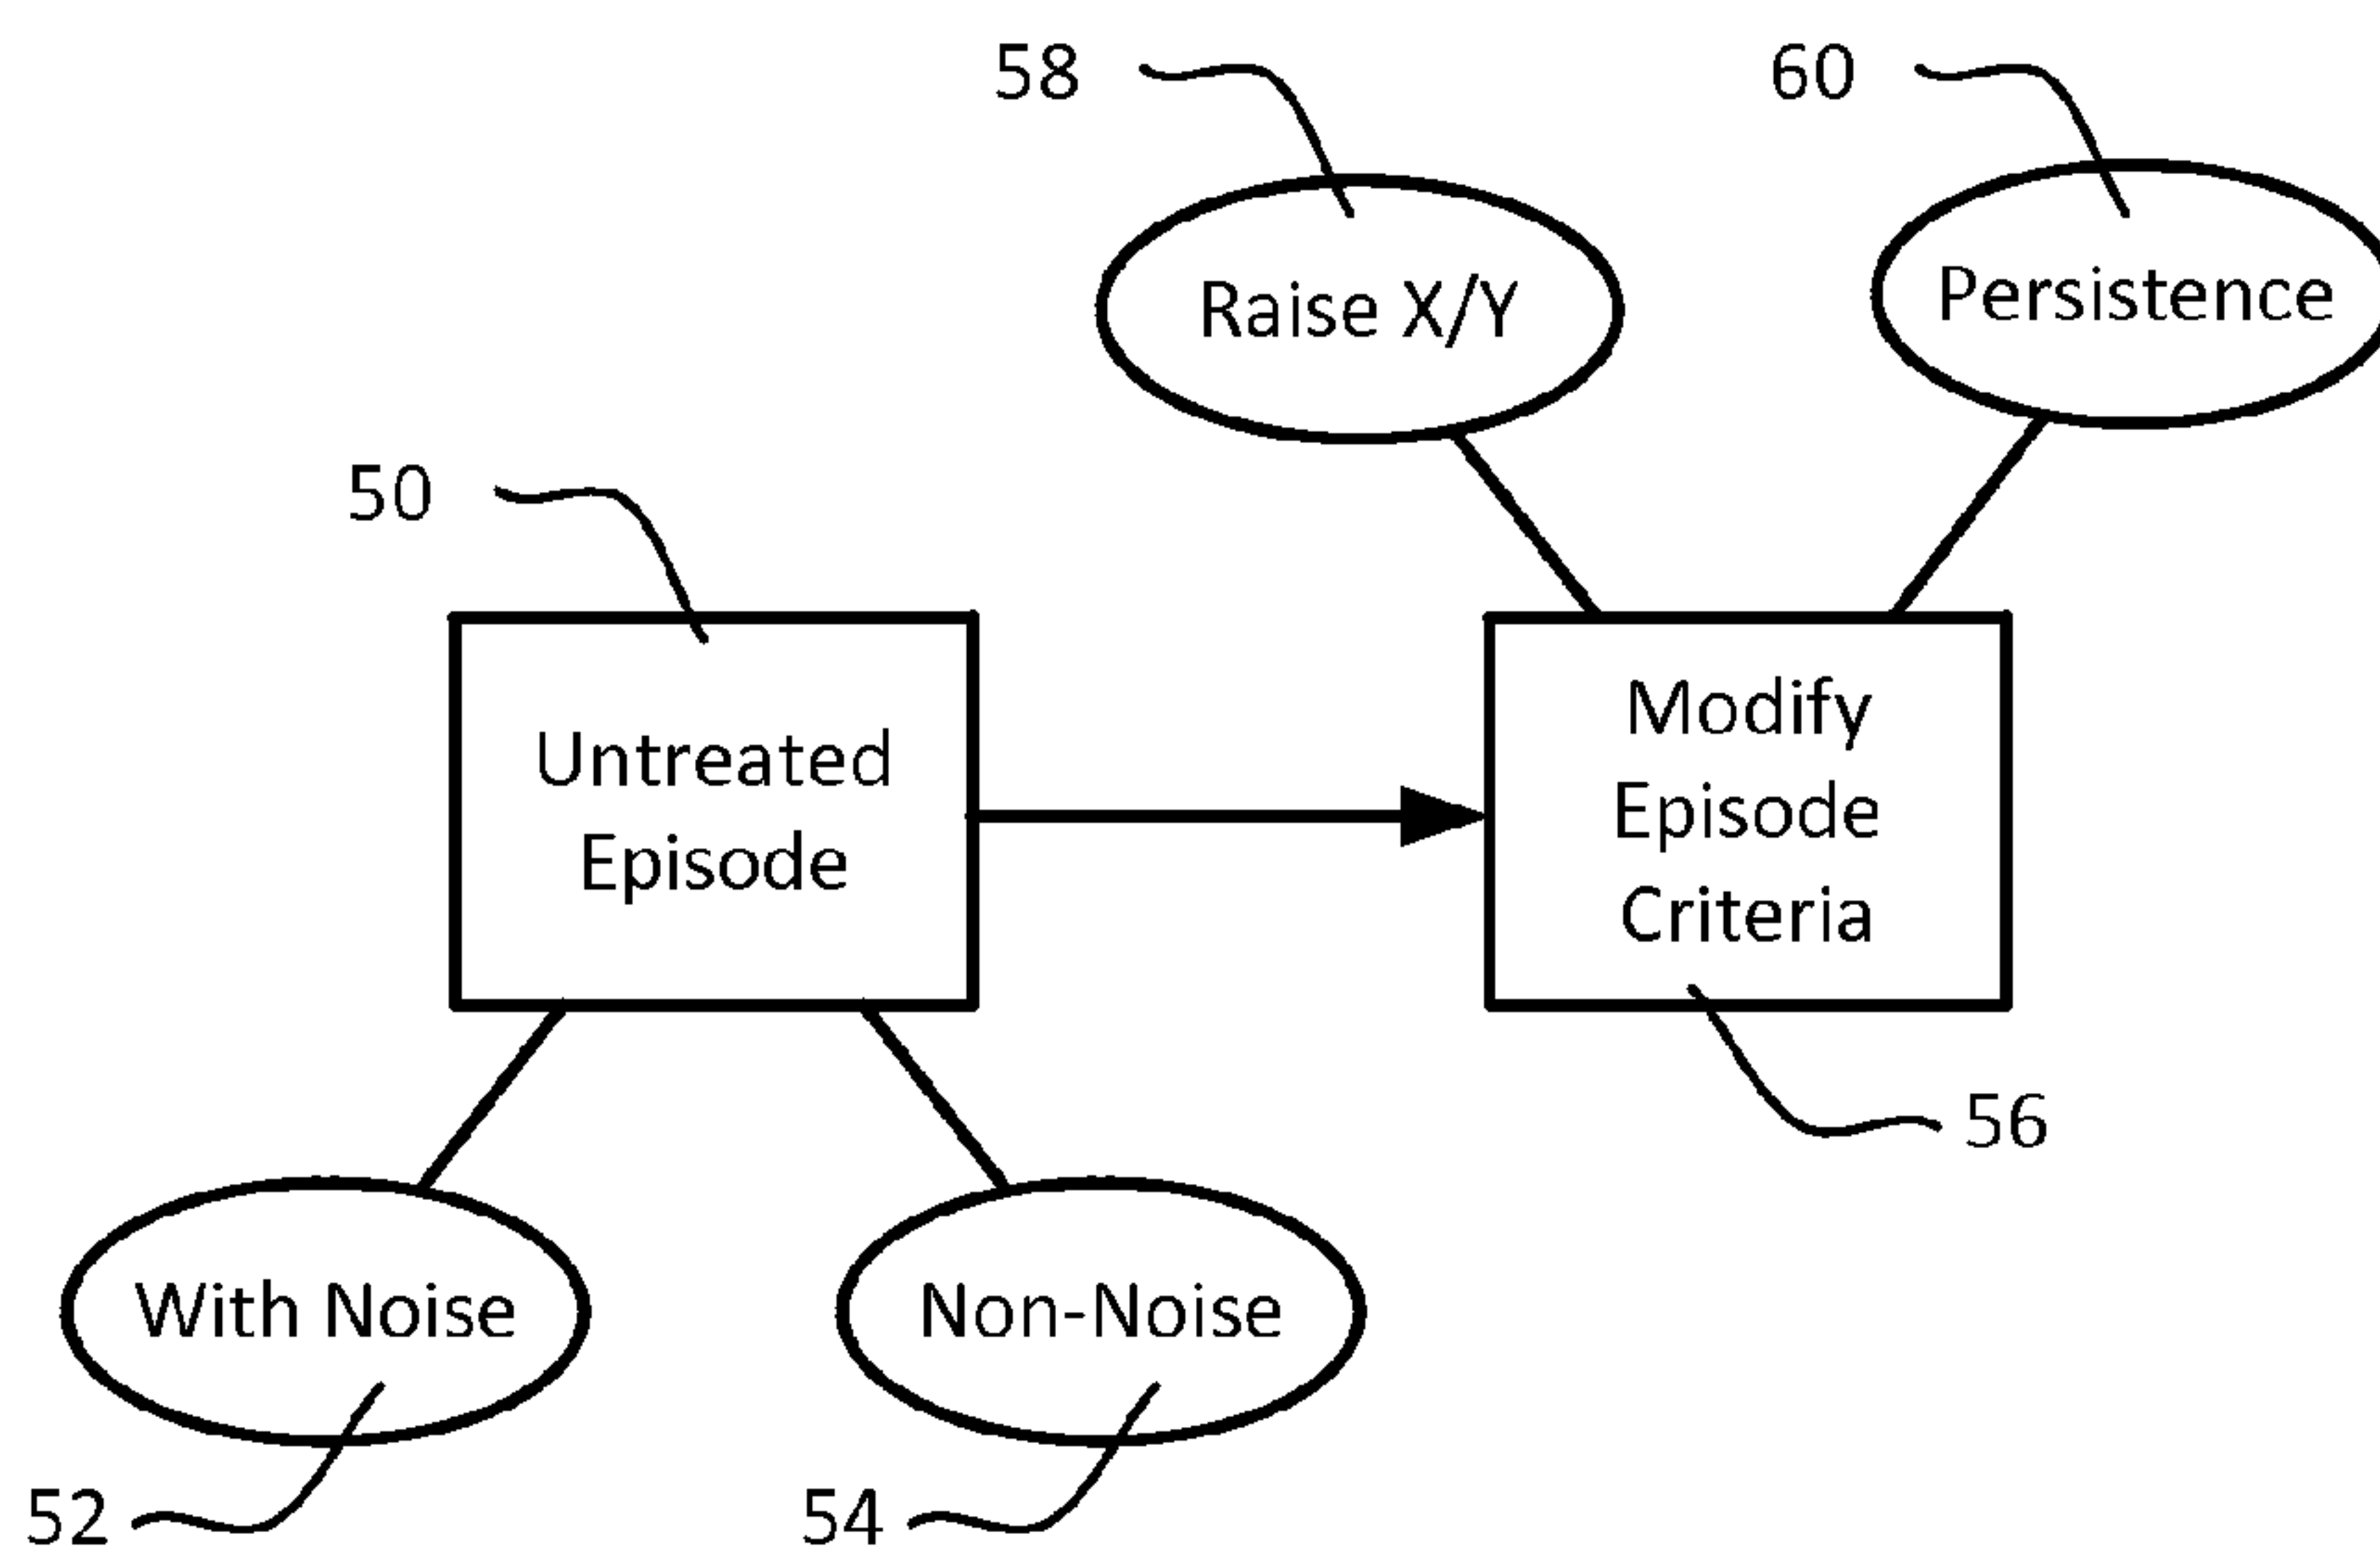 58
60
Raise X/Y
Persistence
50
Untreated
Episode
Modify
Episode
Criteria
56
With Noise
Non-Noise
52
54